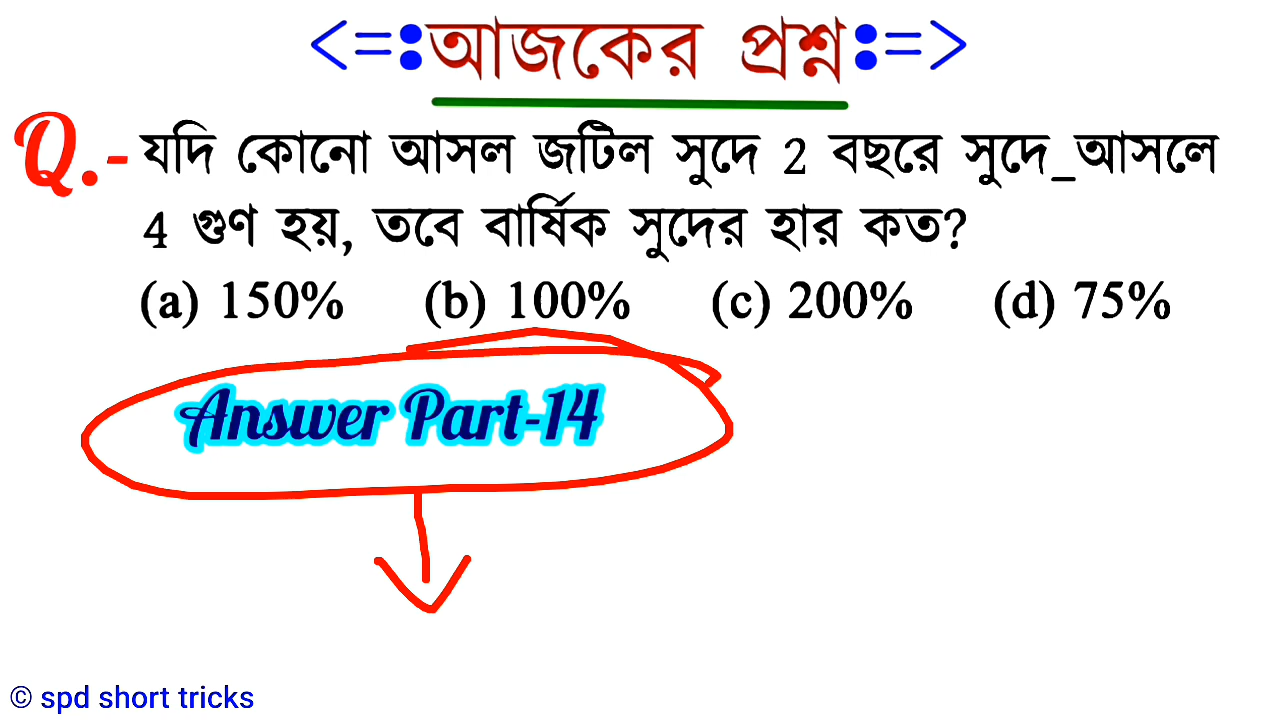 <=:আজকের প্রশ্ন:=>
Q.- যদি কোনো আসল জটিল সুদে 2 বছরে সুদে_আসলে
4 গুণ হয়, তবে বার্ষিক সুদের হার কত?
(a) 150% (b) 100% (c) 200% (d) 75%
Answer Part-14
© spd short tricks